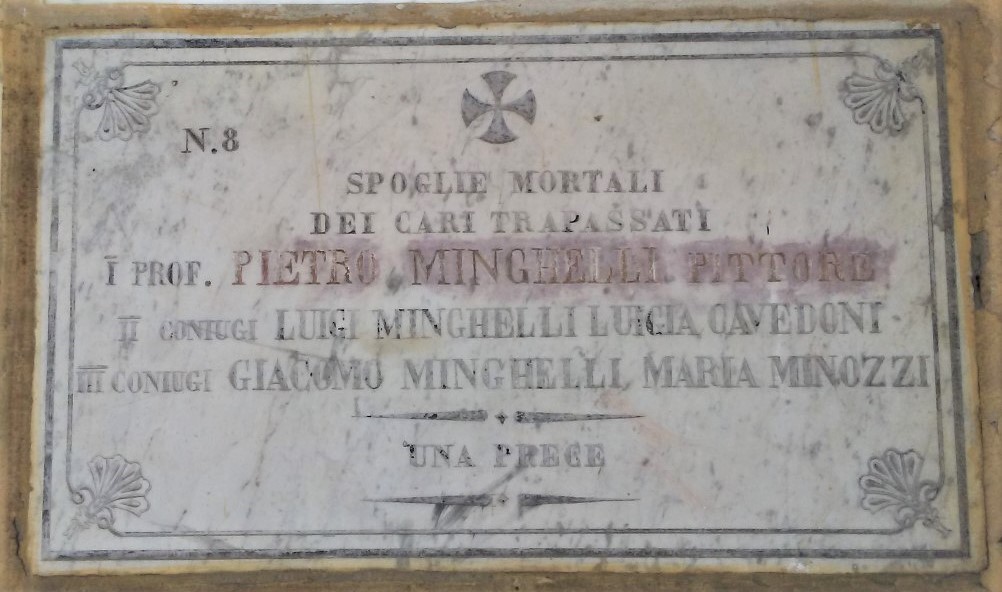 N.8
SPOGLIE MORTALI
DEI CARI TRAPASSATI
I PROF. PIETRO MINGHELLI PITTORE
II CONIUGI LUIGI MINGHELLI LUIGIA CAVEDONI
III CONIUGI GIACOMO MINGHELLI, MARIA MINOZZI
UNA PRECE